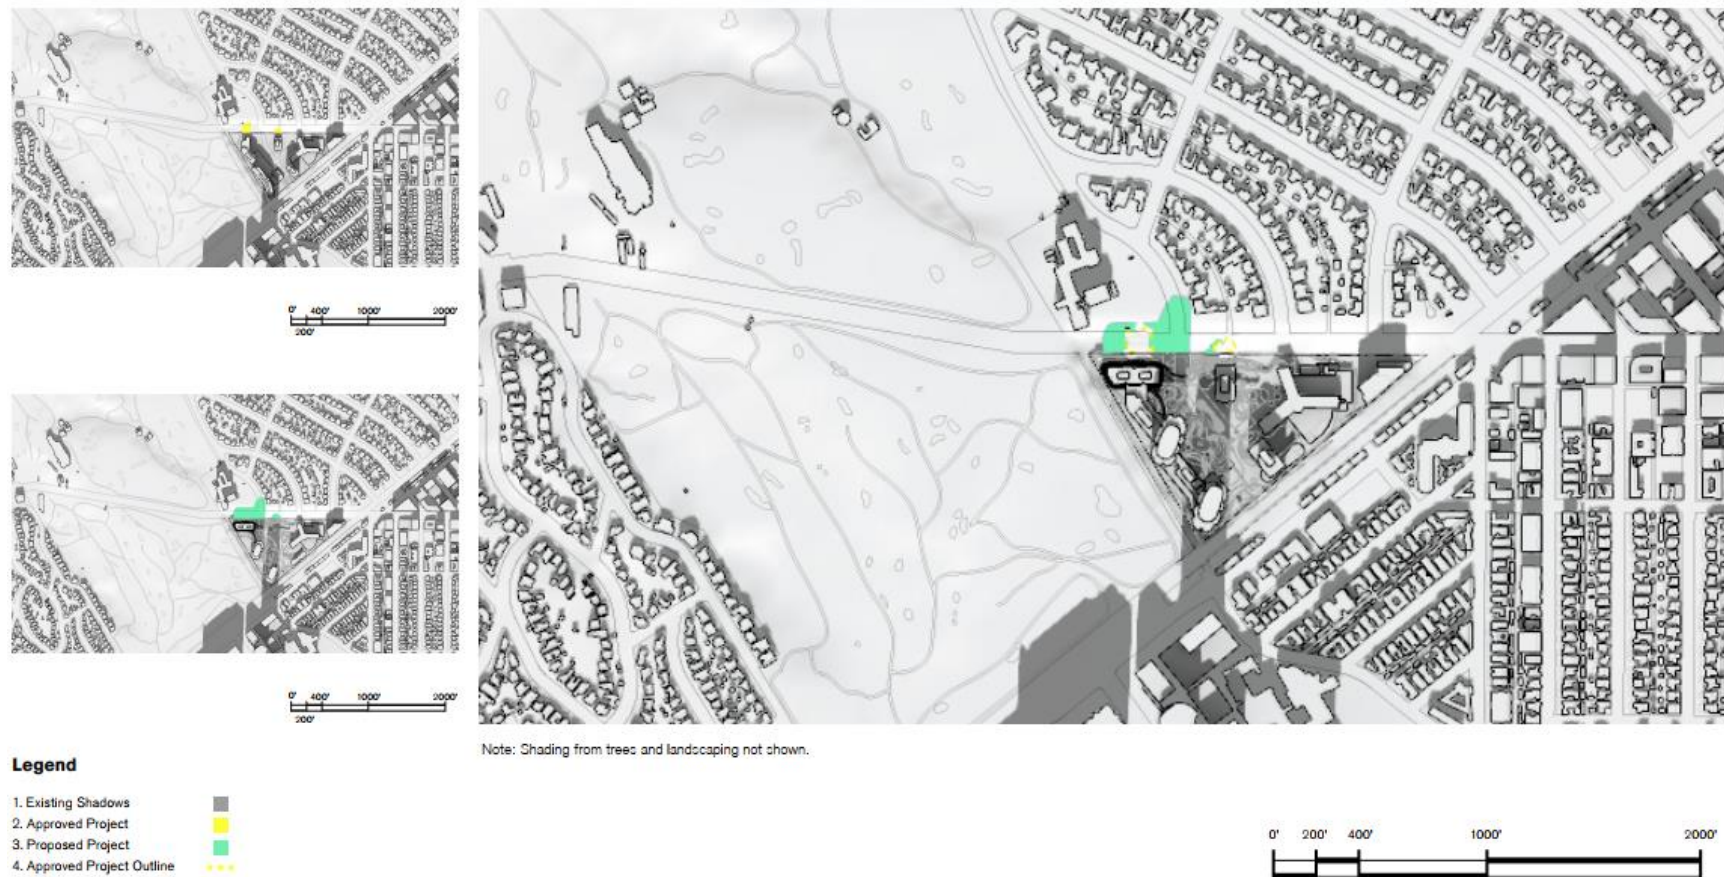 0' 400' 1000' 2000'
200'
0' 400' 1000' 2000'
200'
Note: Shading from trees and landscaping not shown.
Legend
1. Existing Shadows
2. Approved Project
3. Proposed Project
4. Approved Project Outline
0' 200' 400' 1000' 2000'